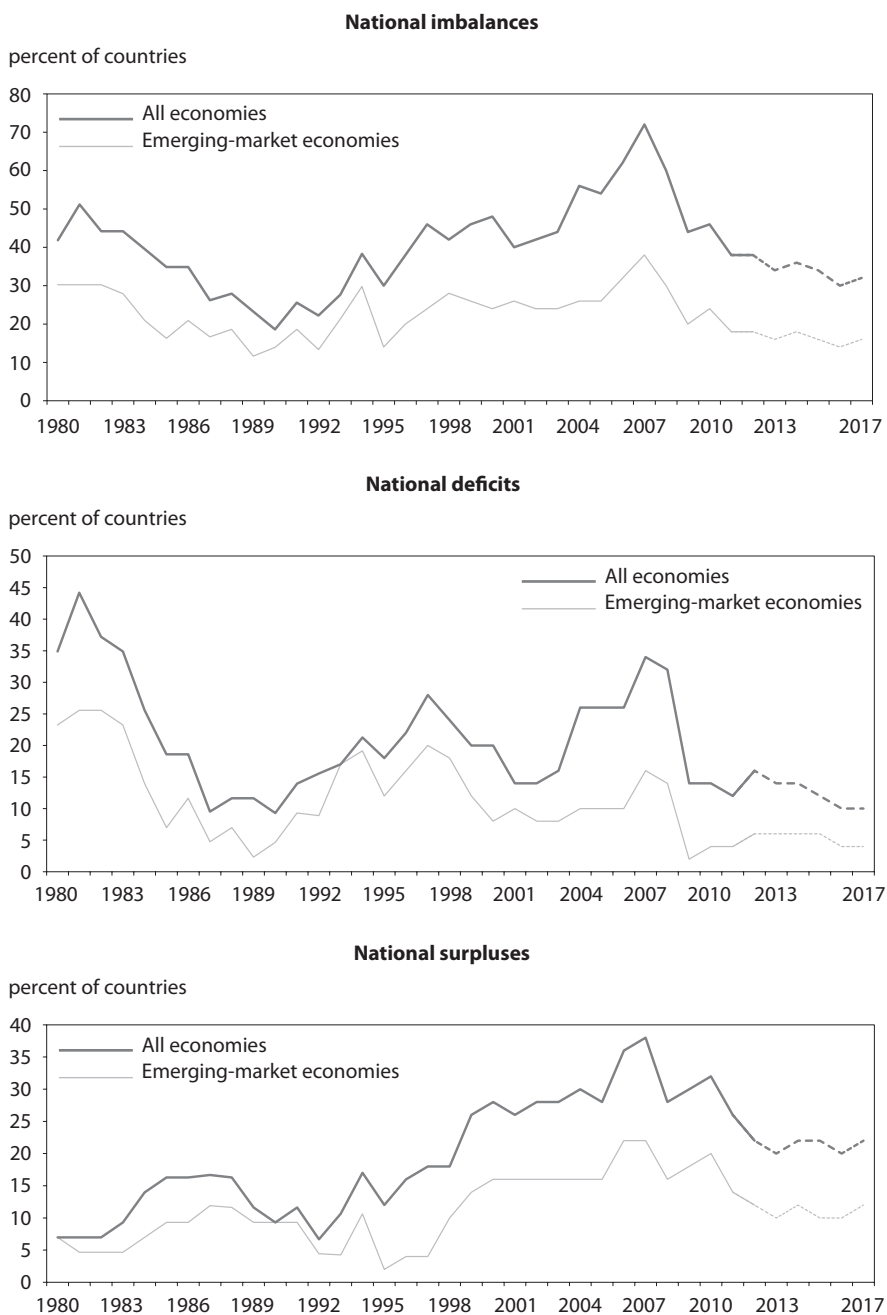 National imbalances
percent of countries
80
All economies
70
Emerging-market economies
60
50
40
30
20
10
0
1980 1983 1986 1989 1992 1995 1998 2001 2004 2007 2010 2013 2017
National deficits
percent of countries
50
All economies
45
Emerging-market economies
40
35
30
25
20
15
10
5
0
1980 1983 1986 1989 1992 1995 1998 2001 2004 2007 2010 2013 2017
National surpluses
percent of countries
40
All economies
35
Emerging-market economies
30
25
20
15
10
5
0
1980 1983 1986 1989 1992 1995 1998 2001 2004 2007 2010 2013 2017